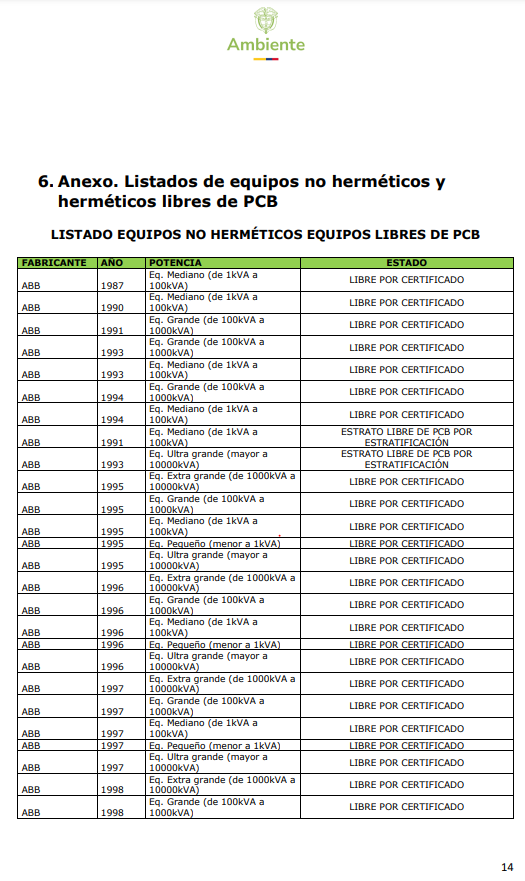 Ambiente
6. Anexo. Listados de equipos no herméticos y
herméticos libres de PCB
LISTADO EQUIPOS NO HERMÉTICOS EQUIPOS LIBRES DE PCB
FABRICANTE AÑO POTENCIA ESTADO
ABB 1987 Eq. Mediano (de 1kVA a 100kVA) LIBRE POR CERTIFICADO
ABB 1990 Eq. Mediano (de 1kVA a 100kVA) LIBRE POR CERTIFICADO
ABB 1991 Eq. Grande (de 100kVA a 1000kVA) LIBRE POR CERTIFICADO
ABB 1993 Eq. Grande (de 100kVA a 1000kVA) LIBRE POR CERTIFICADO
ABB 1993 Eq. Mediano (de 1kVA a 100kVA) LIBRE POR CERTIFICADO
ABB 1994 Eq. Grande (de 100kVA a 1000kVA) LIBRE POR CERTIFICADO
ABB 1994 Eq. Mediano (de 1kVA a 100kVA) LIBRE POR CERTIFICADO
ABB 1991 Eq. Mediano (de 1kVA a 100kVA) ESTRATO LIBRE DE PCB POR ESTRATIFICACIÓN
ABB 1993 Eq. Ultra grande (mayor a 10000kVA) ESTRATO LIBRE DE PCB POR ESTRATIFICACIÓN
ABB 1995 Eq. Extra grande (de 1000kVA a 10000kVA) LIBRE POR CERTIFICADO
ABB 1995 Eq. Grande (de 100kVA a 1000kVA) LIBRE POR CERTIFICADO
ABB 1995 Eq. Mediano (de 1kVA a 100kVA) LIBRE POR CERTIFICADO
ABB 1995 Eq. Pequeño (menor a 1kVA) LIBRE POR CERTIFICADO
ABB 1995 Eq. Ultra grande (mayor a 10000kVA) LIBRE POR CERTIFICADO
ABB 1996 Eq. Extra grande (de 1000kVA a 10000kVA) LIBRE POR CERTIFICADO
ABB 1996 Eq. Grande (de 100kVA a 1000kVA) LIBRE POR CERTIFICADO
ABB 1996 Eq. Mediano (de 1kVA a 100kVA) LIBRE POR CERTIFICADO
ABB 1996 Eq. Pequeño (menor a 1kVA) LIBRE POR CERTIFICADO
ABB 1996 Eq. Ultra grande (mayor a 10000kVA) LIBRE POR CERTIFICADO
ABB 1997 Eq. Extra grande (de 1000kVA a 10000kVA) LIBRE POR CERTIFICADO
ABB 1997 Eq. Grande (de 100kVA a 1000kVA) LIBRE POR CERTIFICADO
ABB 1997 Eq. Mediano (de 1kVA a 100kVA) LIBRE POR CERTIFICADO
ABB 1997 Eq. Pequeño (menor a 1kVA) LIBRE POR CERTIFICADO
ABB 1997 Eq. Ultra grande (mayor a 10000kVA) LIBRE POR CERTIFICADO
ABB 1998 Eq. Extra grande (de 1000kVA a 10000kVA) LIBRE POR CERTIFICADO
ABB 1998 Eq. Grande (de 100kVA a 1000kVA) LIBRE POR CERTIFICADO
14